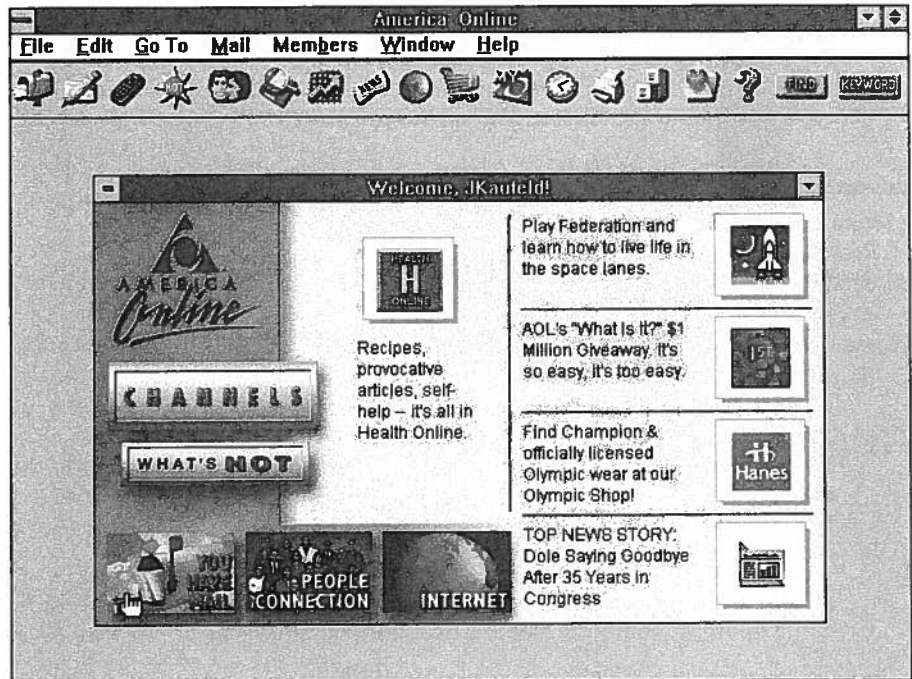 America Online
File Edit Go To Mail Members Window Help
HOT
NEWS
FIND
KEYWORD
Welcome, JKaufeld!
AMERICA
Online
CHANNELS
WHAT'S HOT
YOU
HAVE
MAIL
PEOPLE
CONNECTION
INTERNET
HEALTH
H
ONLINE
Recipes,
provocative
articles, self-
help – it's all in
Health Online.
Play Federation and
learn how to live life in
the space lanes.
AOL's "What Is It?" $1
Million Giveaway. It's
so easy, it's too easy.
1ST
Find Champion &
officially licensed
Olympic wear at our
Olympic Shop!
Hanes
TOP NEWS STORY:
Dole Saying Goodbye
After 35 Years in
Congress